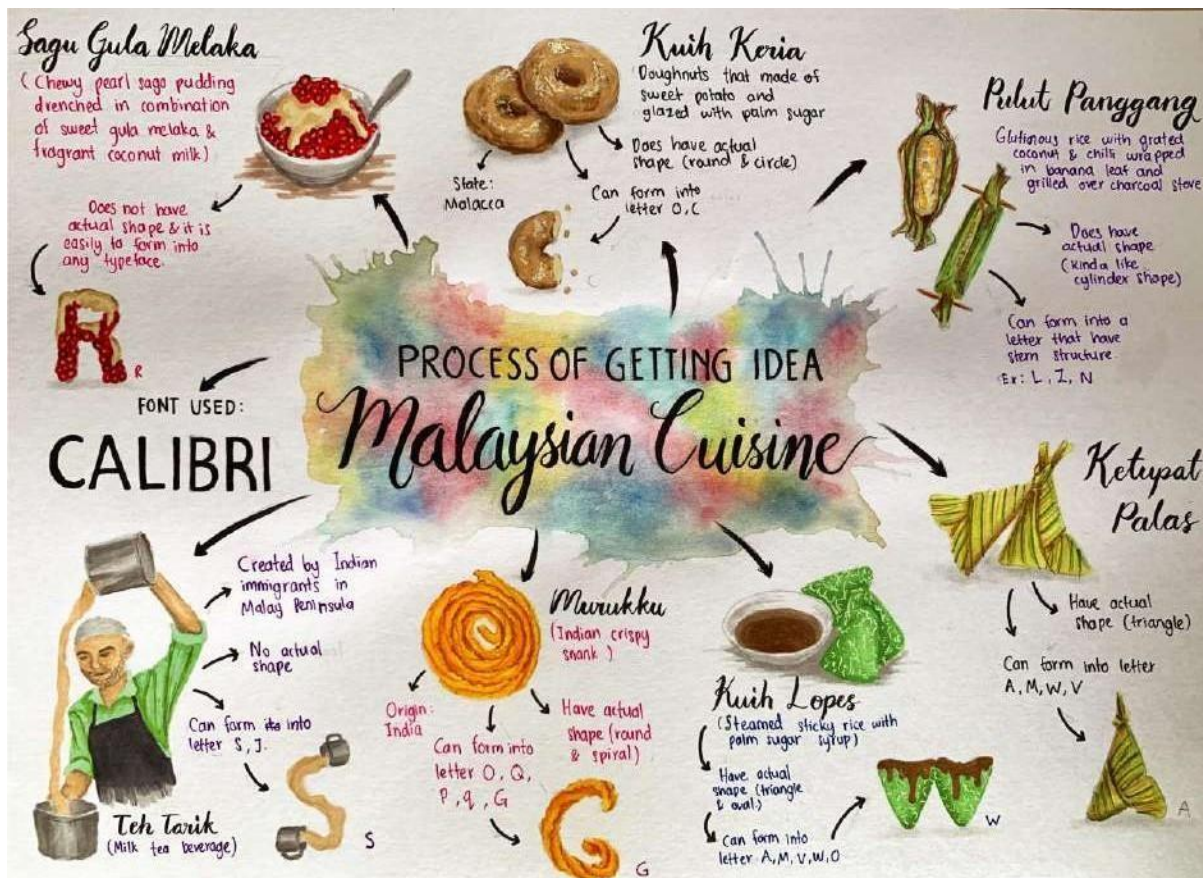 Sagu Gula Melaka
(Chewy pearl sago pudding
drenched in combination
of sweet gula melaka &
fragrant coconut milk)
Does not have
actual shape & it is
easily to form into
any typeface.
R
R
Kuih Keria
Doughnuts that made of
sweet potato and
glazed with palm sugar
Does have actual
shape (round & circle)
State:
Malacca
Can form into
letter O, C
C
Pulut Panggang
Glutinous rice with grated
coconut & chilli wrapped
in banana leaf and
grilled over charcoal stove
Does have
actual shape
(kinda like
cylinder shape)
Can form into a
letter that have
stem structure.
Ex: L, Z, N
PROCESS OF GETTING IDEA
Malaysian Cuisine
FONT USED:
CALIBRI
Ketupat
Palas
Have actual
shape (triangle)
Can form into letter
A, M, W, V
A
Created by Indian
immigrants in
Malay Peninsula
No actual
shape
Can form into
letter S, J.
S
Teh Tarik
(Milk tea beverage)
Murukku
(Indian crispy
snank)
Origin:
India
Have actual
shape (round
& spiral)
Can form into
letter O, Q,
P, q, G
G
Kuih Lopes
(Steamed sticky rice with
palm sugar syrup)
Have actual
shape (triangle
& oval)
Can form into
letter A, M, V, W, O
W